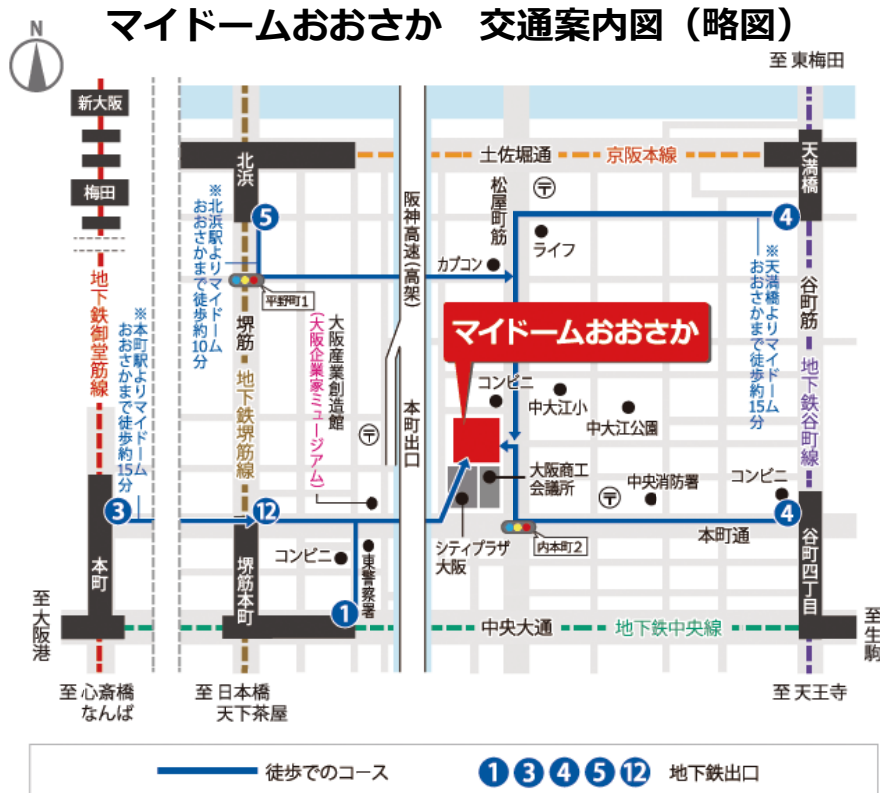 マイドームおおさか　交通案内図（略図）
N
至 東梅田
新大阪
梅田
北浜
土佐堀通
京阪本線
天満橋
※北浜駅よりマイドーム
おおさかまで徒歩約10分
5
阪神高速(高架)
松屋町筋
〒
4
ライフ
カプコン
※天満橋よりマイドーム
おおさかまで徒歩約15分
谷町筋
地下鉄御堂筋線
※本町駅よりマイドーム
おおさかまで徒歩約15分
平野町1
堺筋
地下鉄堺筋線
大阪産業創造館
(大阪企業家ミュージアム)
〒
本町出口
マイドームおおさか
コンビニ
中大江小
中大江公園
地下鉄谷町線
大阪商工
会議所
〒
中央消防署
コンビニ
3
12
シティプラザ
大阪
内本町2
本町通
4
本町
堺筋本町
コンビニ
東警察署
1
谷町四丁目
至大阪港
中央大通
地下鉄中央線
至生駒
至 心斎橋
なんば
至 日本橋
天下茶屋
至 天王寺
徒歩でのコース
1 3 4 5 12 地下鉄出口